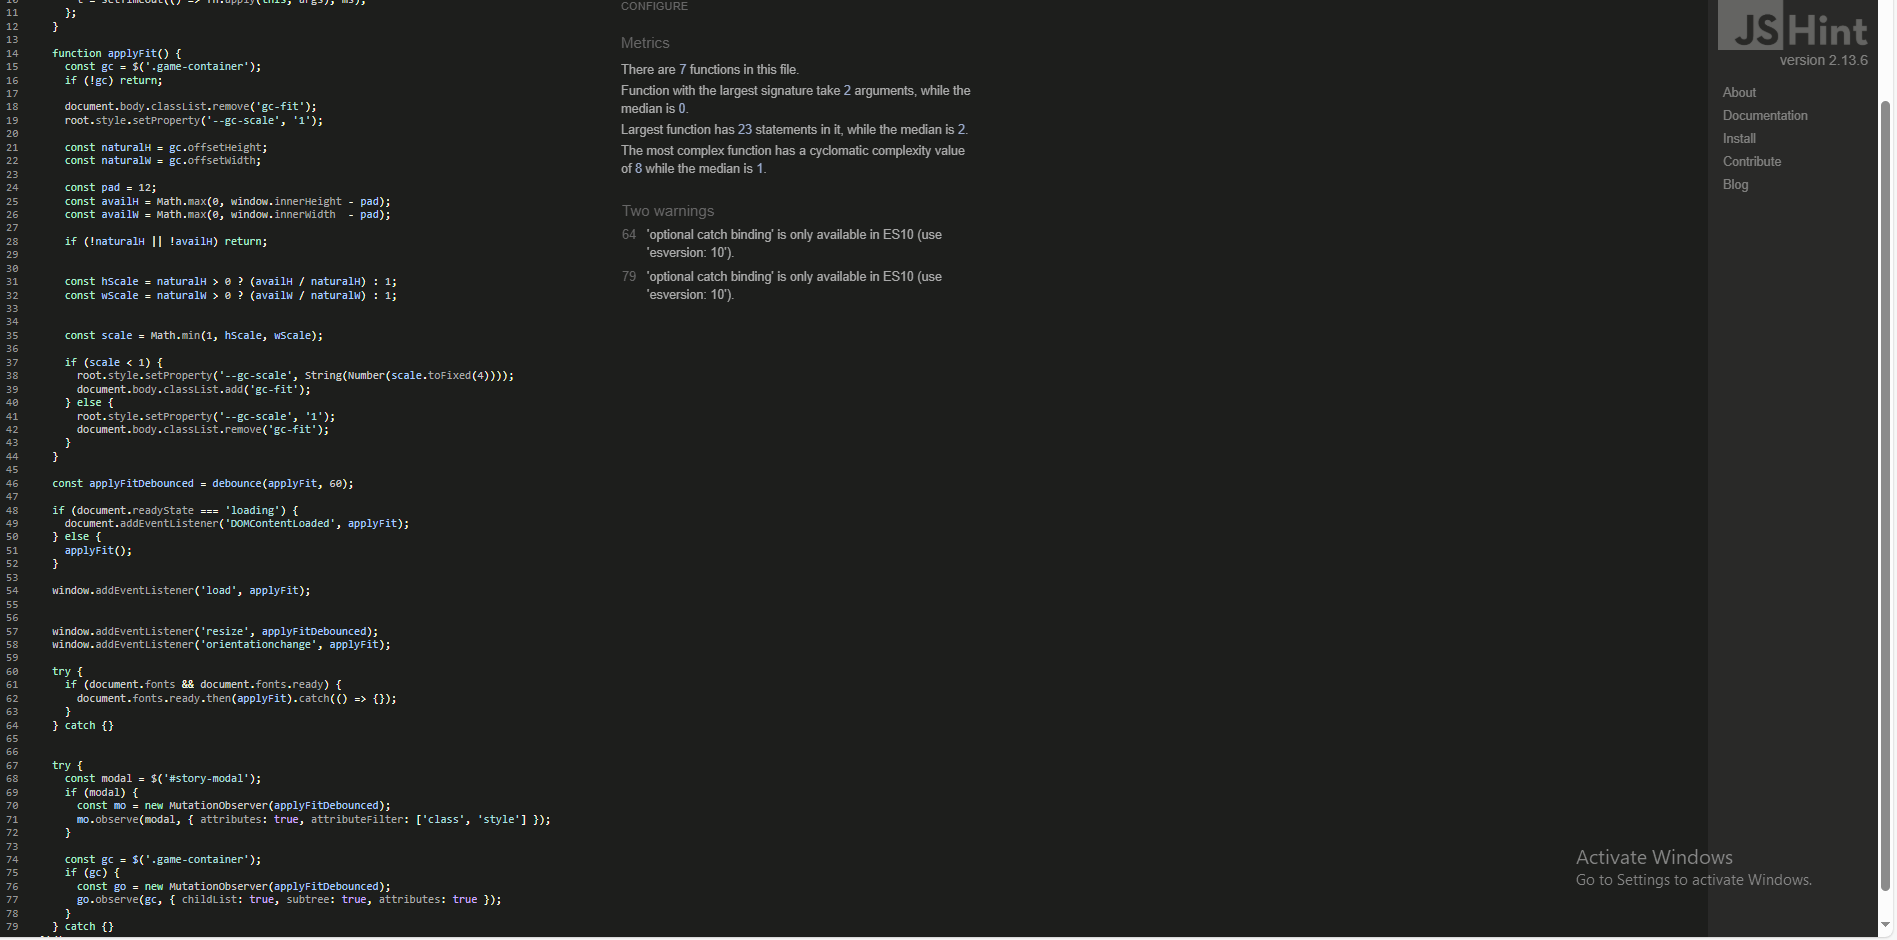 11 };
12 }
13
14 function applyFit() {
15 const gc = $('.game-container');
16 if (!gc) return;
17
18 document.body.classList.remove('gc-fit');
19 root.style.setProperty('--gc-scale', '1');
20
21 const naturalH = gc.offsetHeight;
22 const naturalW = gc.offsetWidth;
23
24 const pad = 12;
25 const availH = Math.max(0, window.innerHeight - pad);
26 const availW = Math.max(0, window.innerWidth  - pad);
27
28 if (!naturalH || !availH) return;
29
30
31 const hScale = naturalH > 0 ? (availH / naturalH) : 1;
32 const wScale = naturalW > 0 ? (availW / naturalW) : 1;
33
34
35 const scale = Math.min(1, hScale, wScale);
36
37 if (scale < 1) {
38 root.style.setProperty('--gc-scale', String(Number(scale.toFixed(4))));
39 document.body.classList.add('gc-fit');
40 } else {
41 root.style.setProperty('--gc-scale', '1');
42 document.body.classList.remove('gc-fit');
43 }
44 }
45
46 const applyFitDebounced = debounce(applyFit, 60);
47
48 if (document.readyState === 'loading') {
49 document.addEventListener('DOMContentLoaded', applyFit);
50 } else {
51 applyFit();
52 }
53
54 window.addEventListener('load', applyFit);
55
56
57 window.addEventListener('resize', applyFitDebounced);
58 window.addEventListener('orientationchange', applyFit);
59
60 try {
61 if (document.fonts && document.fonts.ready) {
62 document.fonts.ready.then(applyFit).catch(() => {});
63 }
64 } catch {}
65
66
67 try {
68 const modal = $('#story-modal');
69 if (modal) {
70 const mo = new MutationObserver(applyFitDebounced);
71 mo.observe(modal, { attributes: true, attributeFilter: ['class', 'style'] });
72 }
73
74 const gc = $('.game-container');
75 if (gc) {
76 const go = new MutationObserver(applyFitDebounced);
77 go.observe(gc, { childList: true, subtree: true, attributes: true });
78 }
79 } catch {}
CONFIGURE
Metrics
There are 7 functions in this file.
Function with the largest signature take 2 arguments, while the
median is 0.
Largest function has 23 statements in it, while the median is 2.
The most complex function has a cyclomatic complexity value
of 8 while the median is 1.
Two warnings
64 'optional catch binding' is only available in ES10 (use
'esversion: 10').
79 'optional catch binding' is only available in ES10 (use
'esversion: 10').
JSHint
version 2.13.6
About
Documentation
Install
Contribute
Blog
Activate Windows
Go to Settings to activate Windows.